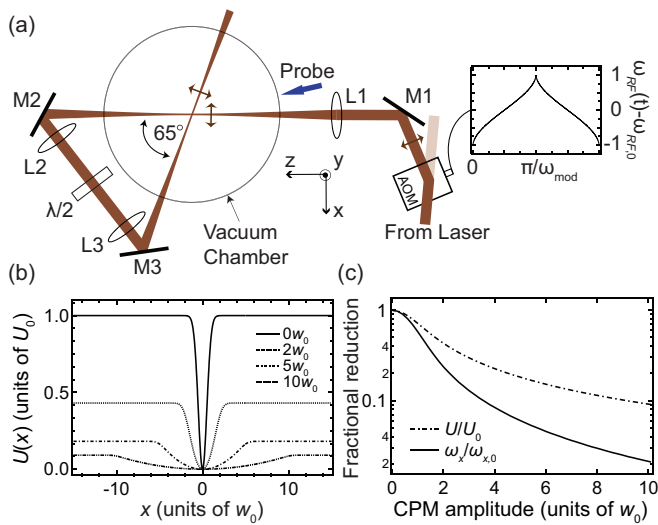 (a)
Probe
L1
M1
M2
65°
L2
λ/2
L3
M3
z
y
x
Vacuum
Chamber
AOM
From Laser
1
0
-1
ω_RF(t)-ω_RF,0
0
π/ω_mod
(b)
U(x) (units of U_0)
1.0
0.5
0.0
0w_0
2w_0
5w_0
10w_0
-10
0
10
x (units of w_0)
(c)
Fractional reduction
1
4
2
0.1
4
2
U/U_0
ω_x/ω_x,0
0
2
4
6
8
10
CPM amplitude (units of w_0)